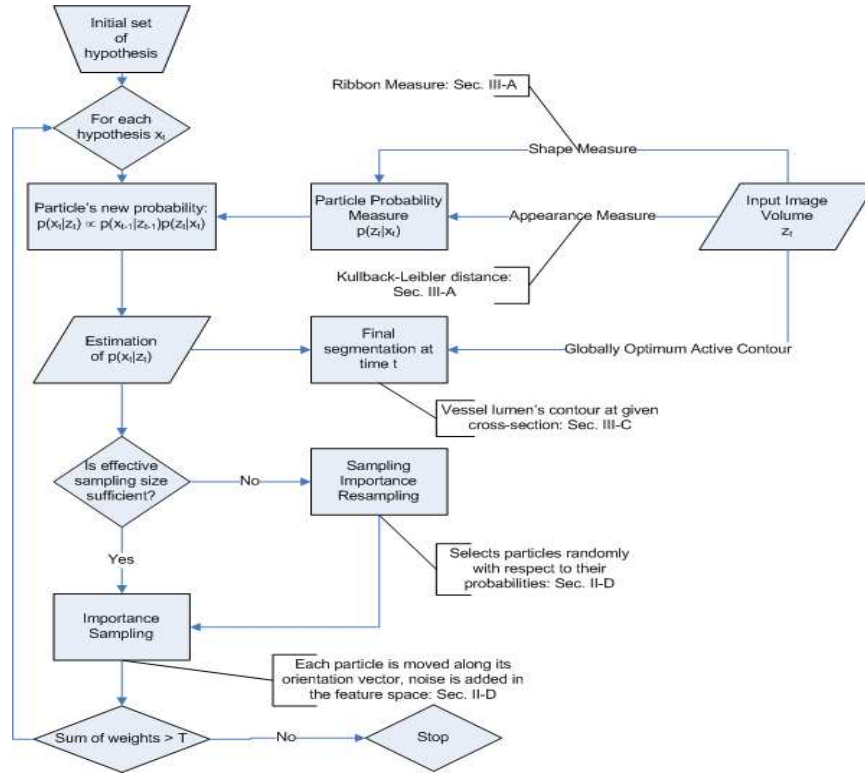 Initial set
of
hypothesis
For each
hypothesis xₜ
Ribbon Measure: Sec. III-A
Shape Measure
Particle's new probability:
p(xₜ|zₜ) ∝ p(xₜ₋₁|zₜ₋₁)p(zₜ|xₜ)
Particle Probability
Measure
p(zₜ|xₜ)
Appearance Measure
Input Image
Volume
zₜ
Kullback-Leibler distance:
Sec. III-A
Estimation
of p(xₜ|zₜ)
Final
segmentation at
time t
Globally Optimum Active Contour
Vessel lumen's contour at given
cross-section: Sec. III-C
Is effective
sampling size
sufficient?
No
Sampling
Importance
Resampling
Yes
Selects particles randomly
with respect to their
probabilities: Sec. II-D
Importance
Sampling
Each particle is moved along its
orientation vector, noise is added in
the feature space: Sec. II-D
Sum of weights > T
No
Stop